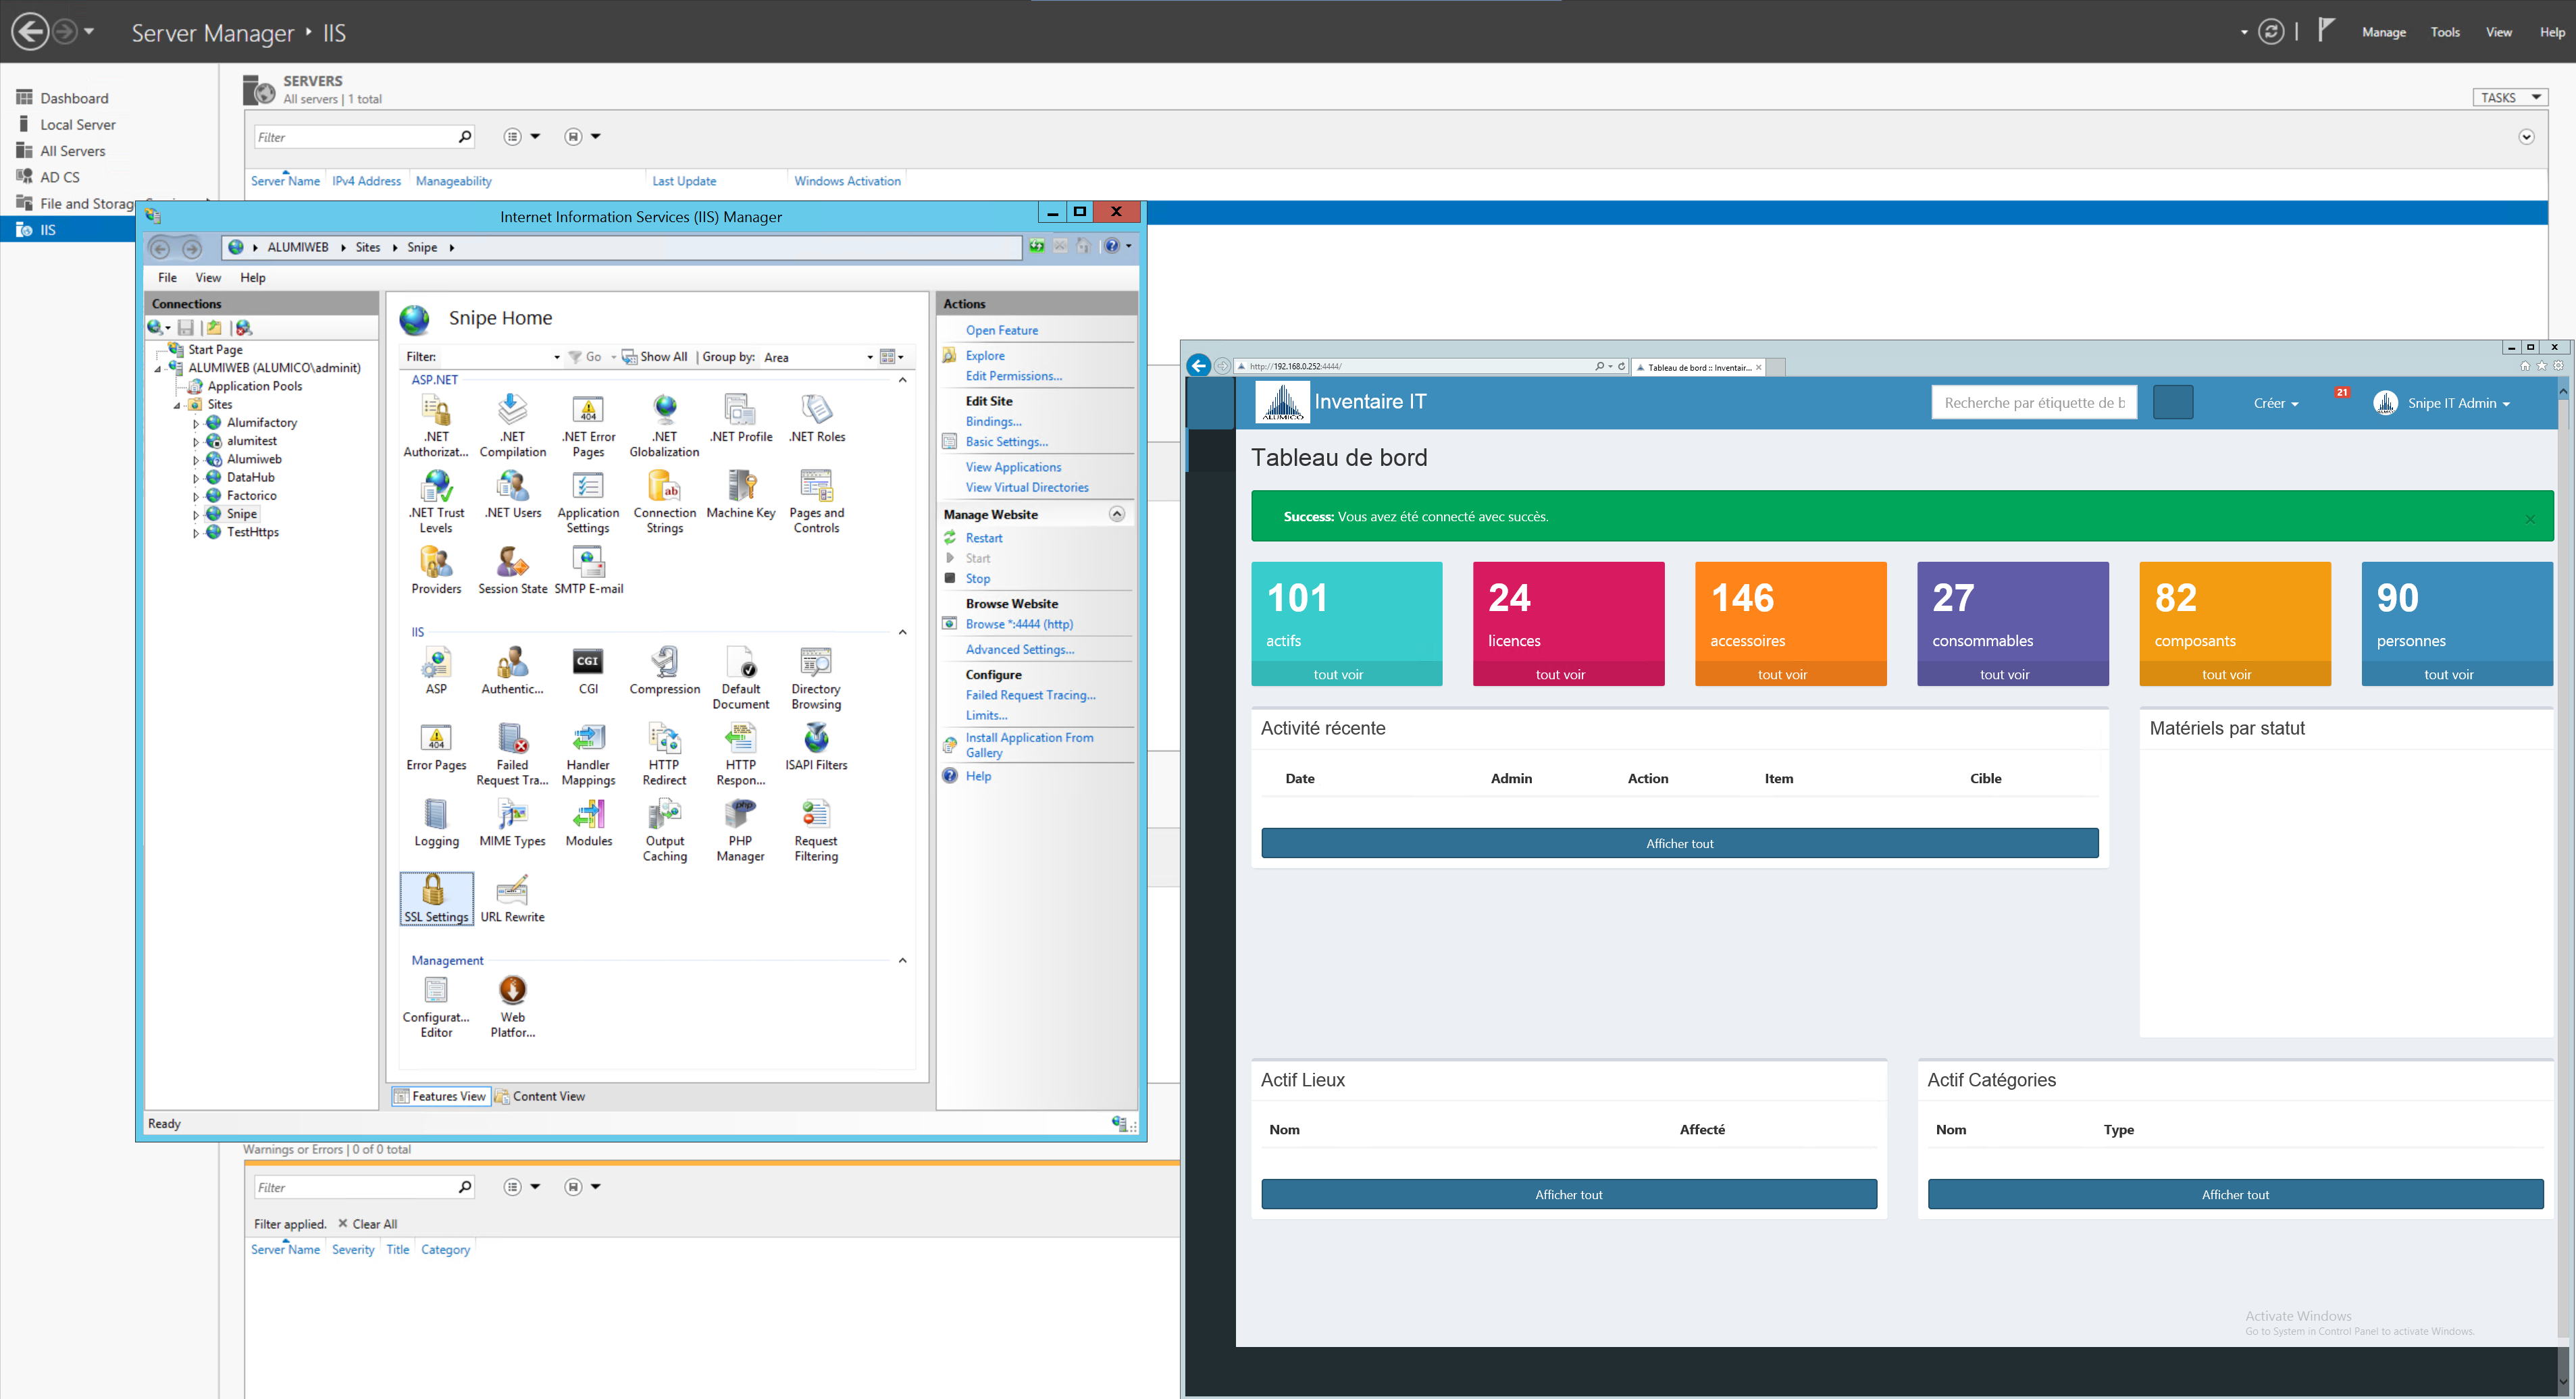 Server Manager ‣ IIS
Manage Tools View Help
Dashboard
Local Server
All Servers
AD CS
File and Storag
IIS
SERVERS
All servers | 1 total
TASKS
Filter
Server Name IPv4 Address Manageability Last Update Windows Activation
Internet Information Services (IIS) Manager
ALUMIWEB Sites Snipe
File View Help
Connections
Start Page
ALUMIWEB (ALUMICO\adminit)
Application Pools
Sites
Alumifactory
alumitest
Alumiweb
DataHub
Factorico
Snipe
TestHttps
Snipe Home
Filter: Go Show All Group by: Area
ASP.NET
.NET Authorizat...
.NET Compilation
.NET Error Pages
.NET Globalization
.NET Profile
.NET Roles
.NET Trust Levels
.NET Users
Application Settings
Connection Strings
Machine Key
Pages and Controls
Providers
Session State
SMTP E-mail
IIS
ASP
Authentic...
CGI
CGI
Compression
Default Document
Directory Browsing
404
Error Pages
Failed Request Tra...
Handler Mappings
HTTP Redirect
HTTP Respon...
ISAPI Filters
Logging
MIME Types
Modules
Output Caching
php
PHP Manager
Request Filtering
SSL Settings
URL Rewrite
Management
Configurat... Editor
Web Platfor...
Features View Content View
Ready
Actions
Open Feature
Explore
Edit Permissions...
Edit Site
Bindings...
Basic Settings...
View Applications
View Virtual Directories
Manage Website
Restart
Start
Stop
Browse Website
Browse *:4444 (http)
Advanced Settings...
Configure
Failed Request Tracing...
Limits...
Install Application From
Gallery
Help
Warnings or Errors | 0 of 0 total
Filter
Filter applied. Clear All
Server Name Severity Title Category
http://192.168.0.252:4444/
Tableau de bord :: Inventair...
ALUMICO
Inventaire IT
Recherche par étiquette de b
Créer
21
Snipe IT Admin
Tableau de bord
Success: Vous avez été connecté avec succès.
101
actifs
tout voir
24
licences
tout voir
146
accessoires
tout voir
27
consommables
tout voir
82
composants
tout voir
90
personnes
tout voir
Activité récente
Date Admin Action Item Cible
Afficher tout
Matériels par statut
Actif Lieux
Nom Affecté
Afficher tout
Actif Catégories
Nom Type
Afficher tout
Activate Windows
Go to System in Control Panel to activate Windows.